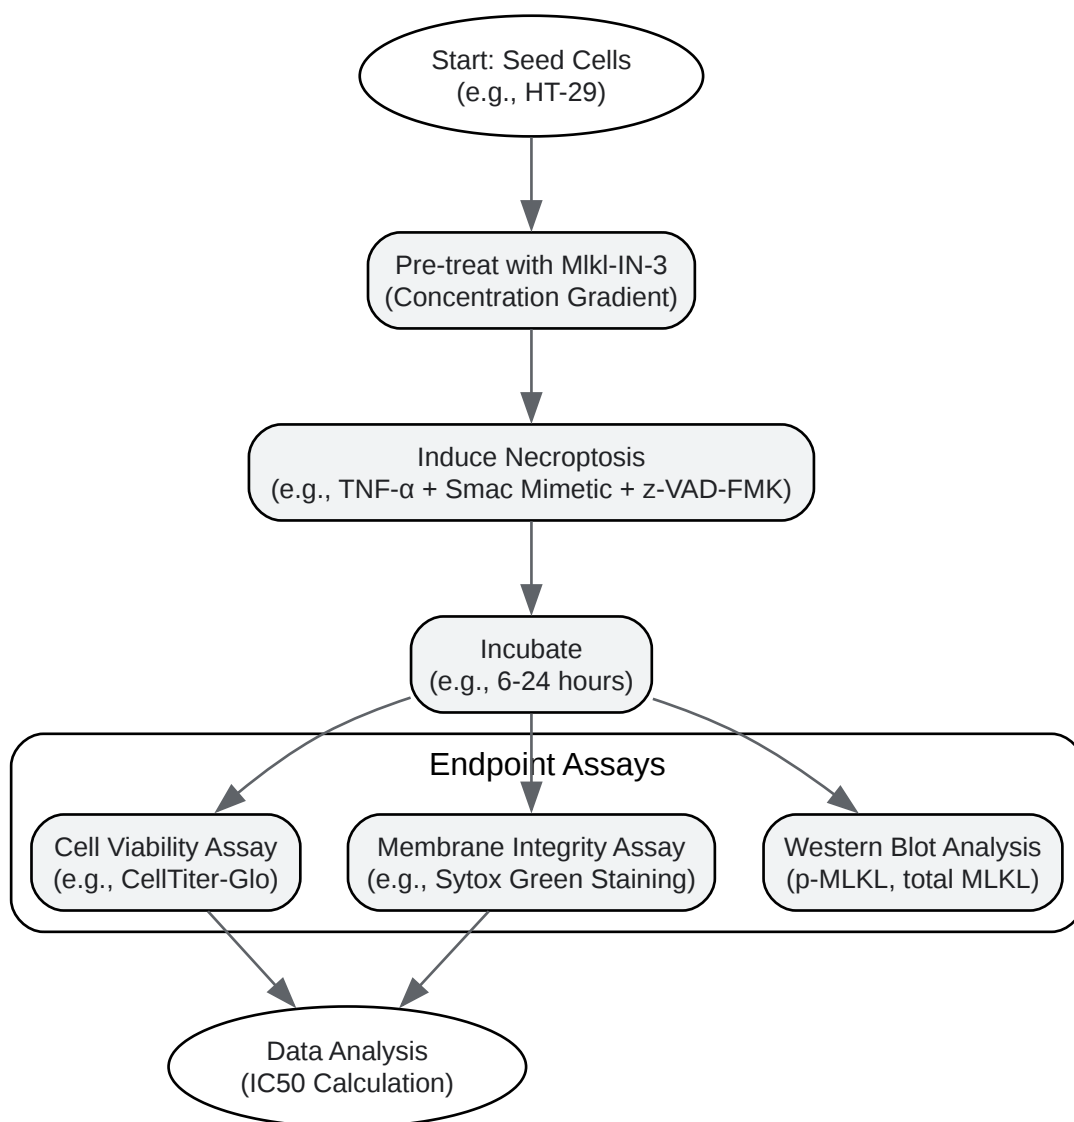 Start: Seed Cells
(e.g., HT-29)
Pre-treat with Mlkl-IN-3
(Concentration Gradient)
Induce Necroptosis
(e.g., TNF-α + Smac Mimetic + z-VAD-FMK)
Incubate
(e.g., 6-24 hours)
Endpoint Assays
Cell Viability Assay
(e.g., CellTiter-Glo)
Membrane Integrity Assay
(e.g., Sytox Green Staining)
Western Blot Analysis
(p-MLKL, total MLKL)
Data Analysis
(IC50 Calculation)